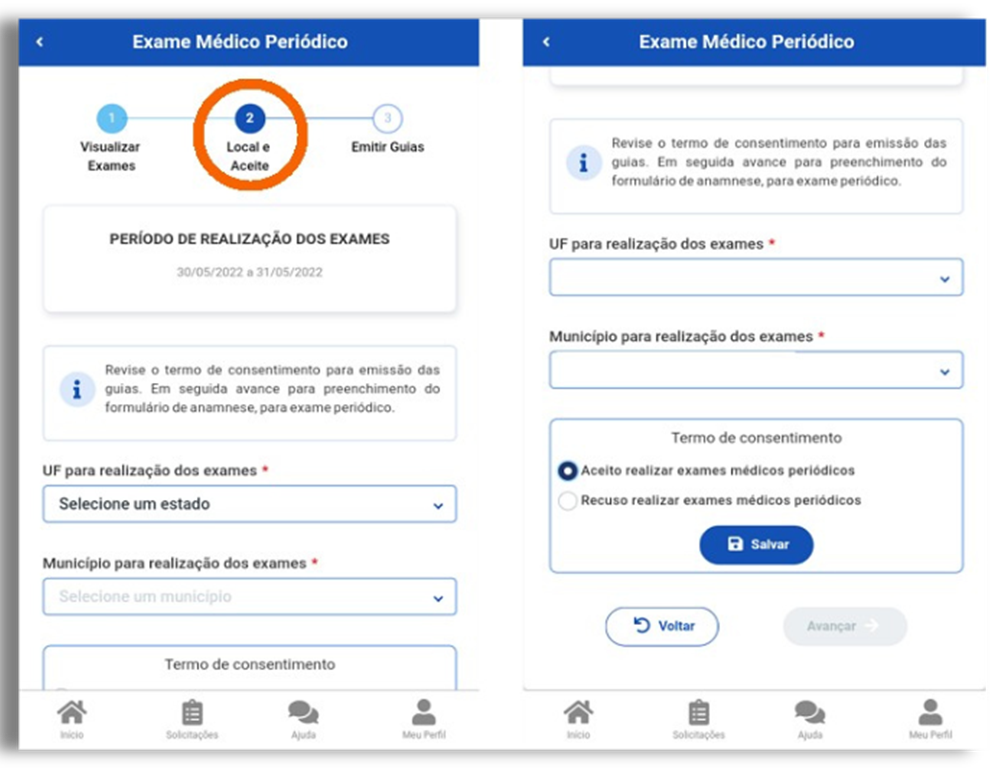 Exame Médico Periódico
1
2
3
Visualizar
Exames
Local e
Aceite
Emitir Guias
PERÍODO DE REALIZAÇÃO DOS EXAMES
30/05/2022 a 31/05/2022
Revise o termo de consentimento para emissão das
guias. Em seguida avance para preenchimento do
formulário de anamnese, para exame periódico.
UF para realização dos exames *
Selecione um estado
Município para realização dos exames *
Selecione um município
Termo de consentimento
Início
Solicitações
Ajuda
Meu Perfil
Exame Médico Periódico
Revise o termo de consentimento para emissão das
guias. Em seguida avance para preenchimento do
formulário de anamnese, para exame periódico.
UF para realização dos exames *
Município para realização dos exames *
Termo de consentimento
Aceito realizar exames médicos periódicos
Recuso realizar exames médicos periódicos
Salvar
Voltar
Avançar
Início
Solicitações
Ajuda
Meu Perfil